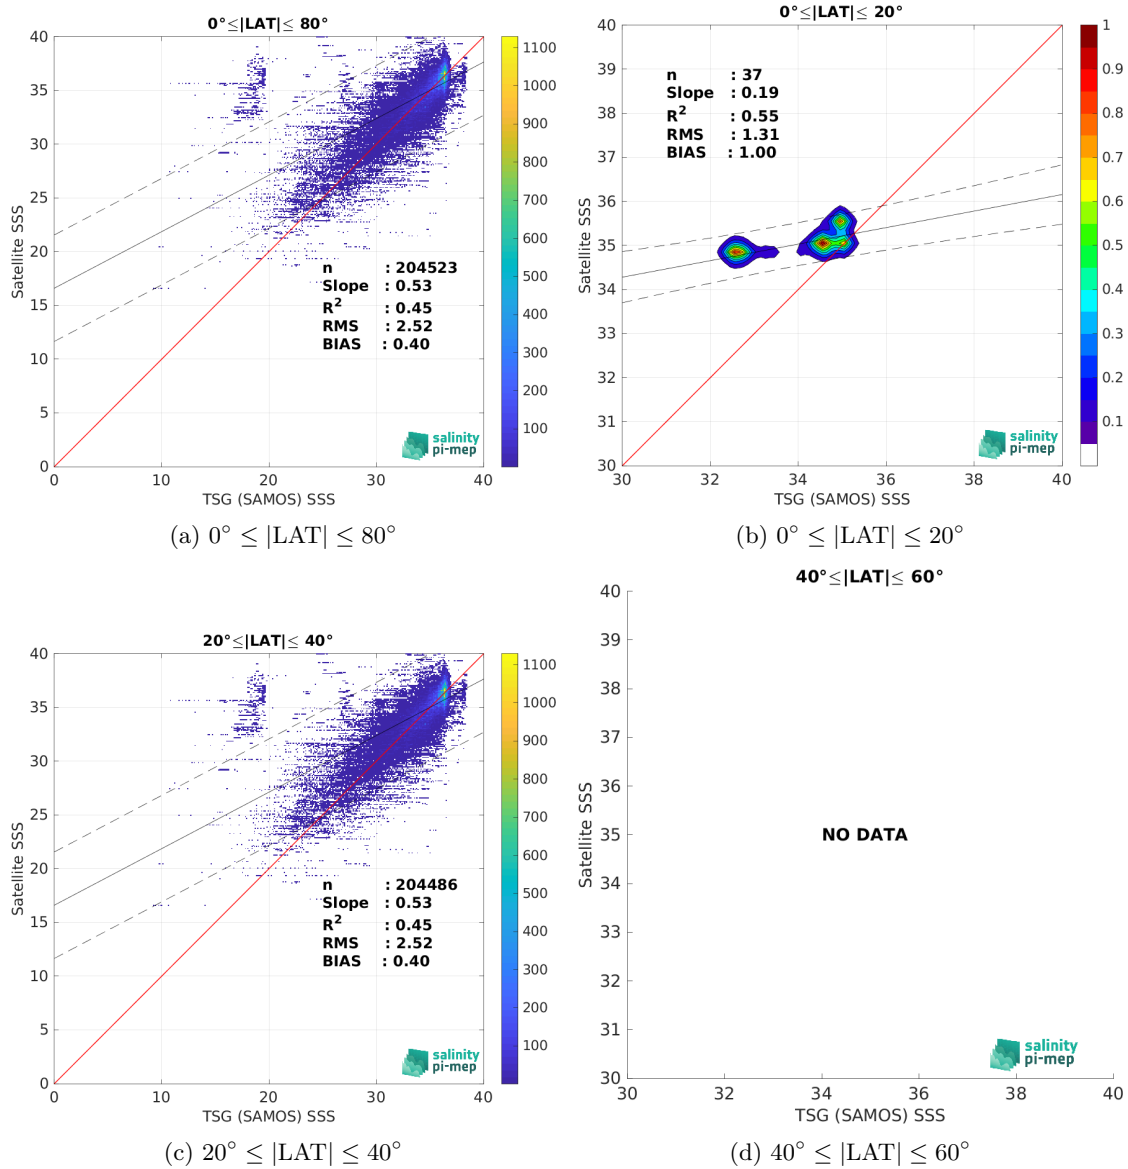 0°≤|LAT|≤ 80°
40
35
30
25
20
15
10
5
0
0
10
20
30
40
Satellite SSS
TSG (SAMOS) SSS
n : 204523
Slope : 0.53
R² : 0.45
RMS : 2.52
BIAS : 0.40
salinity
pi-mep
1100
1000
900
800
700
600
500
400
300
200
100
(a) 0° ≤ |LAT| ≤ 80°
0°≤|LAT|≤ 20°
40
39
38
37
36
35
34
33
32
31
30
30
32
34
36
38
40
Satellite SSS
TSG (SAMOS) SSS
n : 37
Slope : 0.19
R² : 0.55
RMS : 1.31
BIAS : 1.00
salinity
pi-mep
1
0.9
0.8
0.7
0.6
0.5
0.4
0.3
0.2
0.1
(b) 0° ≤ |LAT| ≤ 20°
20°≤|LAT|≤ 40°
40
35
30
25
20
15
10
5
0
0
10
20
30
40
Satellite SSS
TSG (SAMOS) SSS
n : 204486
Slope : 0.53
R² : 0.45
RMS : 2.52
BIAS : 0.40
salinity
pi-mep
1100
1000
900
800
700
600
500
400
300
200
100
(c) 20° ≤ |LAT| ≤ 40°
40°≤|LAT|≤ 60°
40
39
38
37
36
35
34
33
32
31
30
30
32
34
36
38
40
Satellite SSS
TSG (SAMOS) SSS
NO DATA
salinity
pi-mep
(d) 40° ≤ |LAT| ≤ 60°